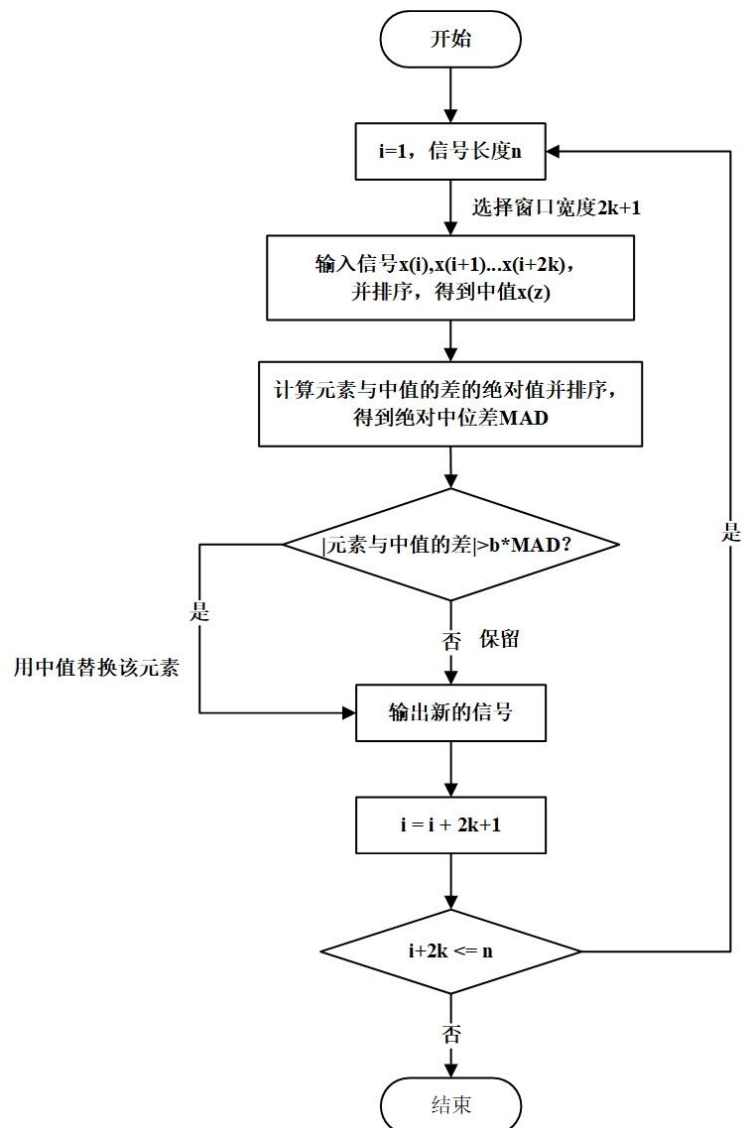 开始
i=1，信号长度n
选择窗口宽度2k+1
输入信号x(i),x(i+1)...x(i+2k)，
并排序，得到中值x(z)
计算元素与中值的差的绝对值并排序，
得到绝对中位差MAD
|元素与中值的差|>b*MAD？
是
是
否
保留
用中值替换该元素
输出新的信号
i = i + 2k+1
i+2k <= n
否
结束